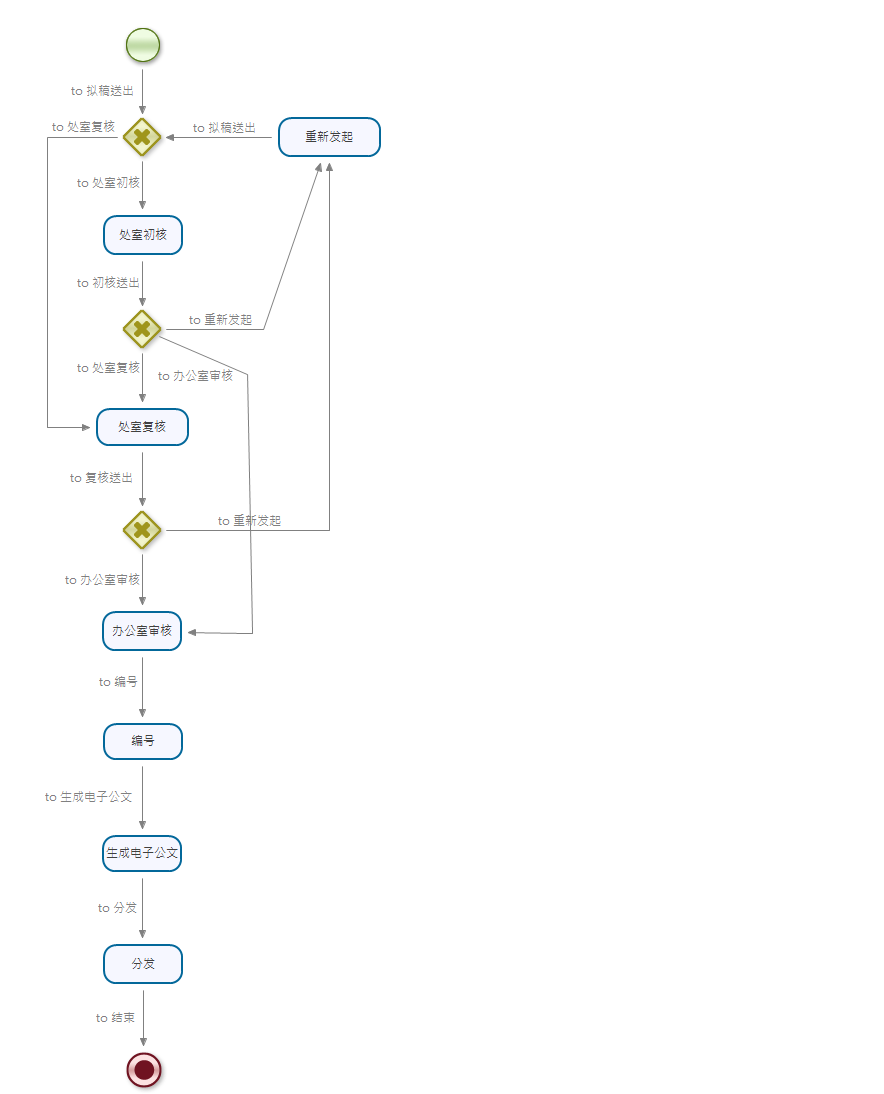 to 拟稿送出
to 处室复核
to 拟稿送出
重新发起
to 处室初核
处室初核
to 初核送出
to 重新发起
to 处室复核
to 办公室审核
处室复核
to 复核送出
to 重新发起
to 办公室审核
办公室审核
to 编号
编号
to 生成电子公文
生成电子公文
to 分发
分发
to 结束